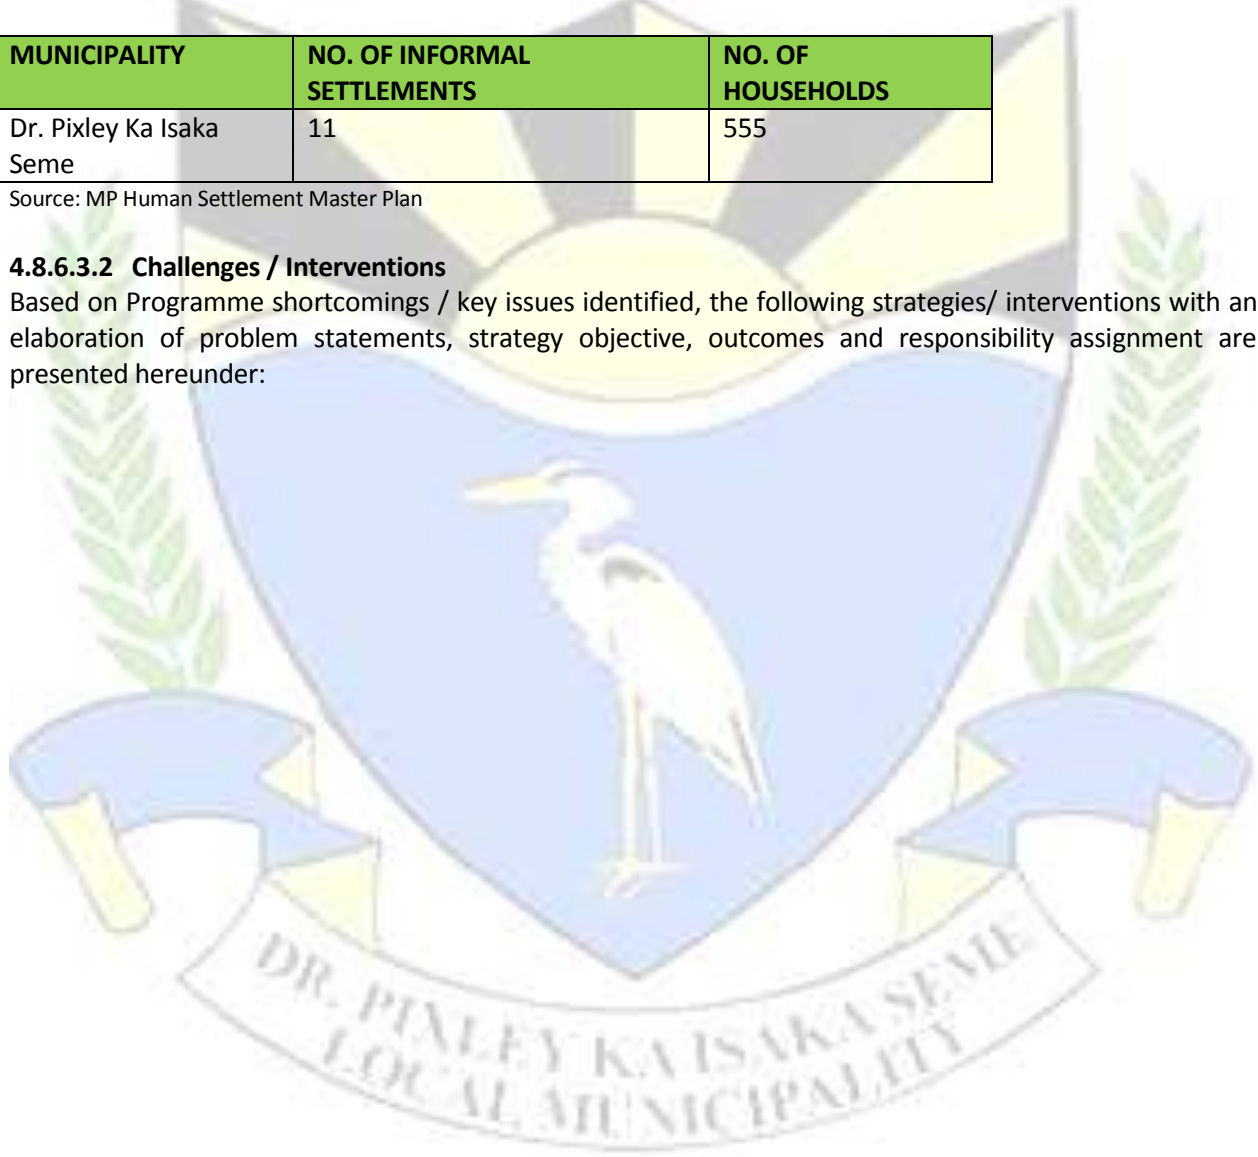 MUNICIPALITY NO. OF INFORMAL NO. OF
SETTLEMENTS HOUSEHOLDS
Dr. Pixley Ka Isaka 11 555
Seme
Source: MP Human Settlement Master Plan
4.8.6.3.2 Challenges / Interventions
Based on Programme shortcomings / key issues identified, the following strategies/ interventions with an
elaboration of problem statements, strategy objective, outcomes and responsibility assignment are
presented hereunder:
DR. PIXLEY KA ISAKA SEME
LOCAL MUNICIPALITY